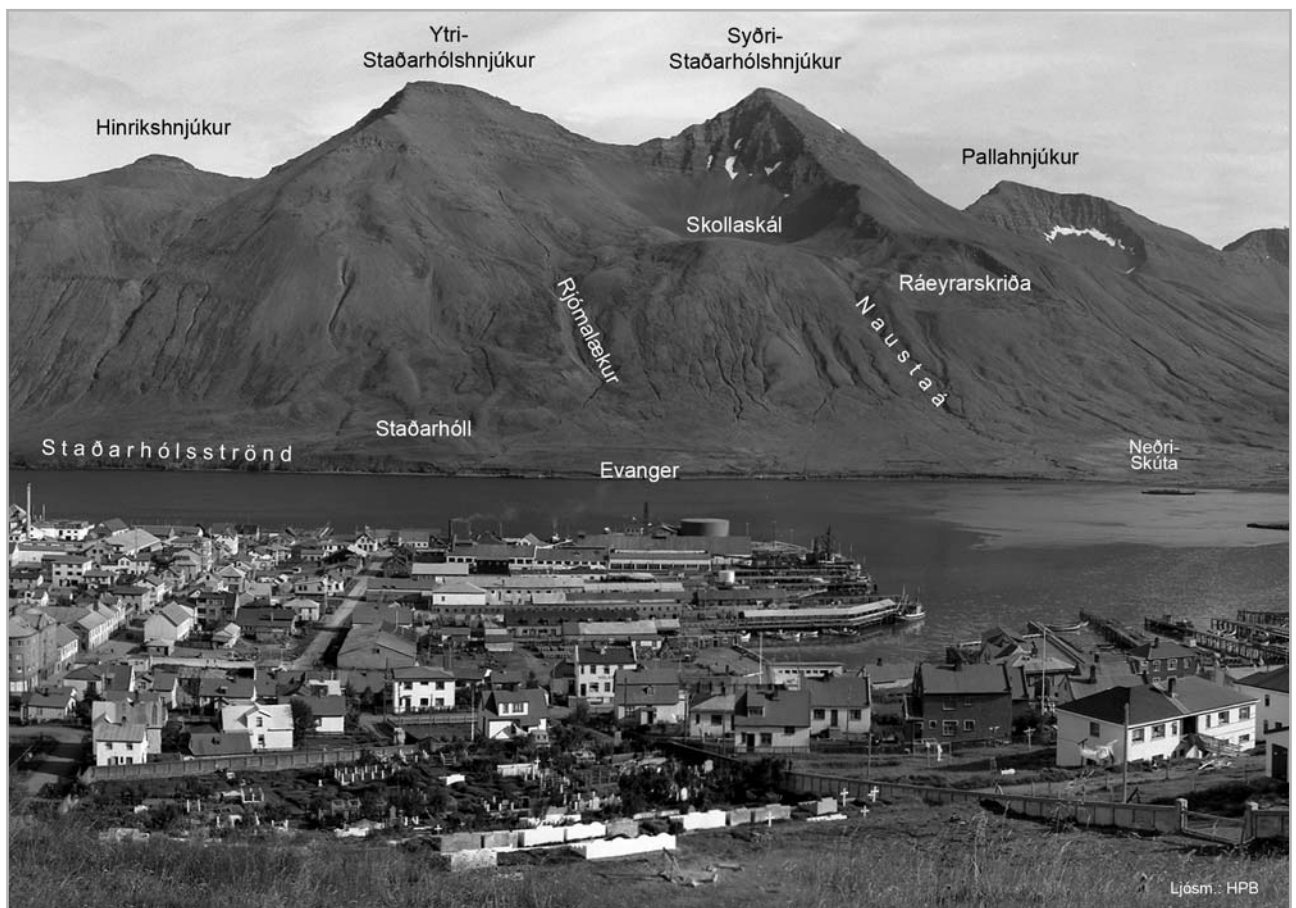 Ytri-
Staðarhólshnjúkur
Syðri-
Staðarhólshnjúkur
Hinrikshnjúkur
Pallahnjúkur
Skollaskál
Ráeyrarskriða
Rjómalækur
Naustaá
Staðarhóll
Staðarhólsströnd
Evanger
Neðri-
Skúta
Ljósm.: HPB